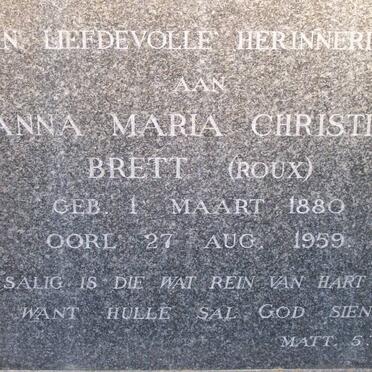 N LIEFDEVOLLE HERINNERI
AAN
ANNA MARIA CHRISTI
BRETT (ROUX)
GEB. 1 MAART 1880
OORL 27 AUG. 1959.
SALIG IS DIE WAT REIN VAN HART
WANT HULLE SAL GOD SIEN
MATT. 5.